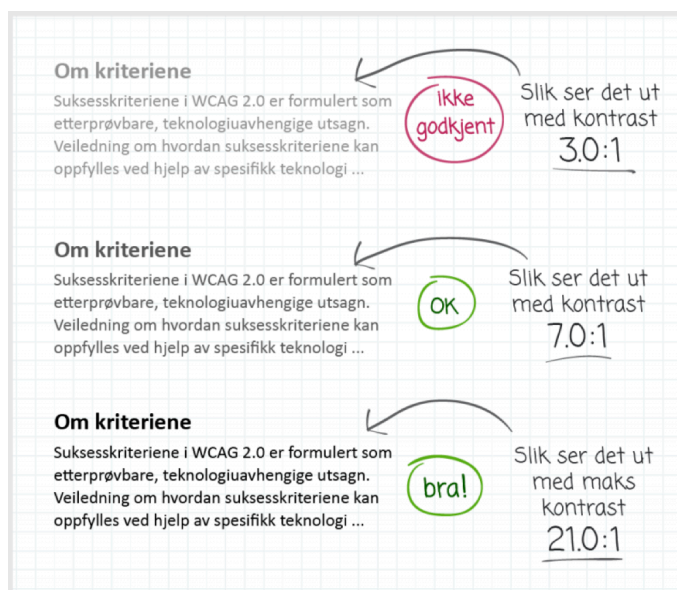 Om kriteriene
Suksesskriteriene i WCAG 2.0 er formulert som
etterprøvbare, teknologiuavhengige utsagn.
Veiledning om hvordan suksesskriteriene kan
oppfylles ved hjelp av spesifikk teknologi ...
ikke
godkjent
Slik ser det ut
med kontrast
3.0:1
Om kriteriene
Suksesskriteriene i WCAG 2.0 er formulert som
etterprøvbare, teknologiuavhengige utsagn.
Veiledning om hvordan suksesskriteriene kan
oppfylles ved hjelp av spesifikk teknologi ...
OK
Slik ser det ut
med kontrast
7.0:1
Om kriteriene
Suksesskriteriene i WCAG 2.0 er formulert som
etterprøvbare, teknologiuavhengige utsagn.
Veiledning om hvordan suksesskriteriene kan
oppfylles ved hjelp av spesifikk teknologi ...
bra!
Slik ser det ut
med maks
kontrast
21.0:1